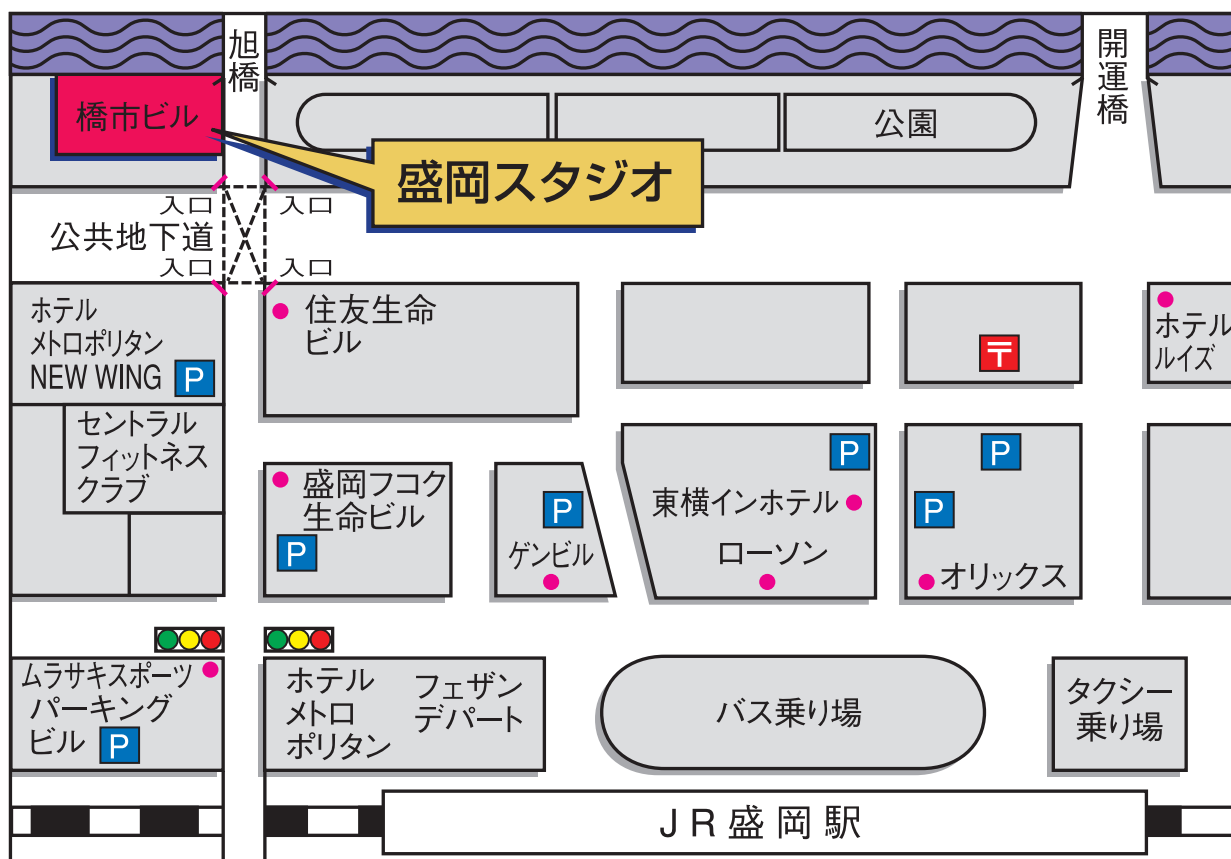 旭橋
開運橋
橋市ビル
公園
盛岡スタジオ
入口
入口
公共地下道
入口
入口
ホテル
メトロポリタン
NEW WING
P
住友生命
ビル
〒
ホテル
ルイズ
セントラル
フィットネス
クラブ
盛岡フコク
生命ビル
P
P
ゲンビル
P
東横インホテル
ローソン
P
P
オリックス
ムラサキスポーツ
パーキング
ビル
P
ホテル
メトロ
ポリタン
フェザン
デパート
バス乗り場
タクシー
乗り場
JR盛岡駅